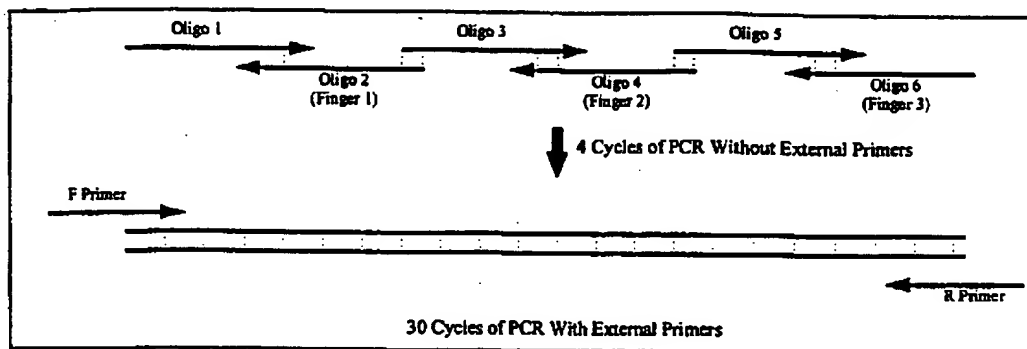 Oligo 1
Oligo 3
Oligo 5
Oligo 2
(Finger 1)
Oligo 4
(Finger 2)
Oligo 6
(Finger 3)
4 Cycles of PCR Without External Primers
F Primer
R Primer
30 Cycles of PCR With External Primers